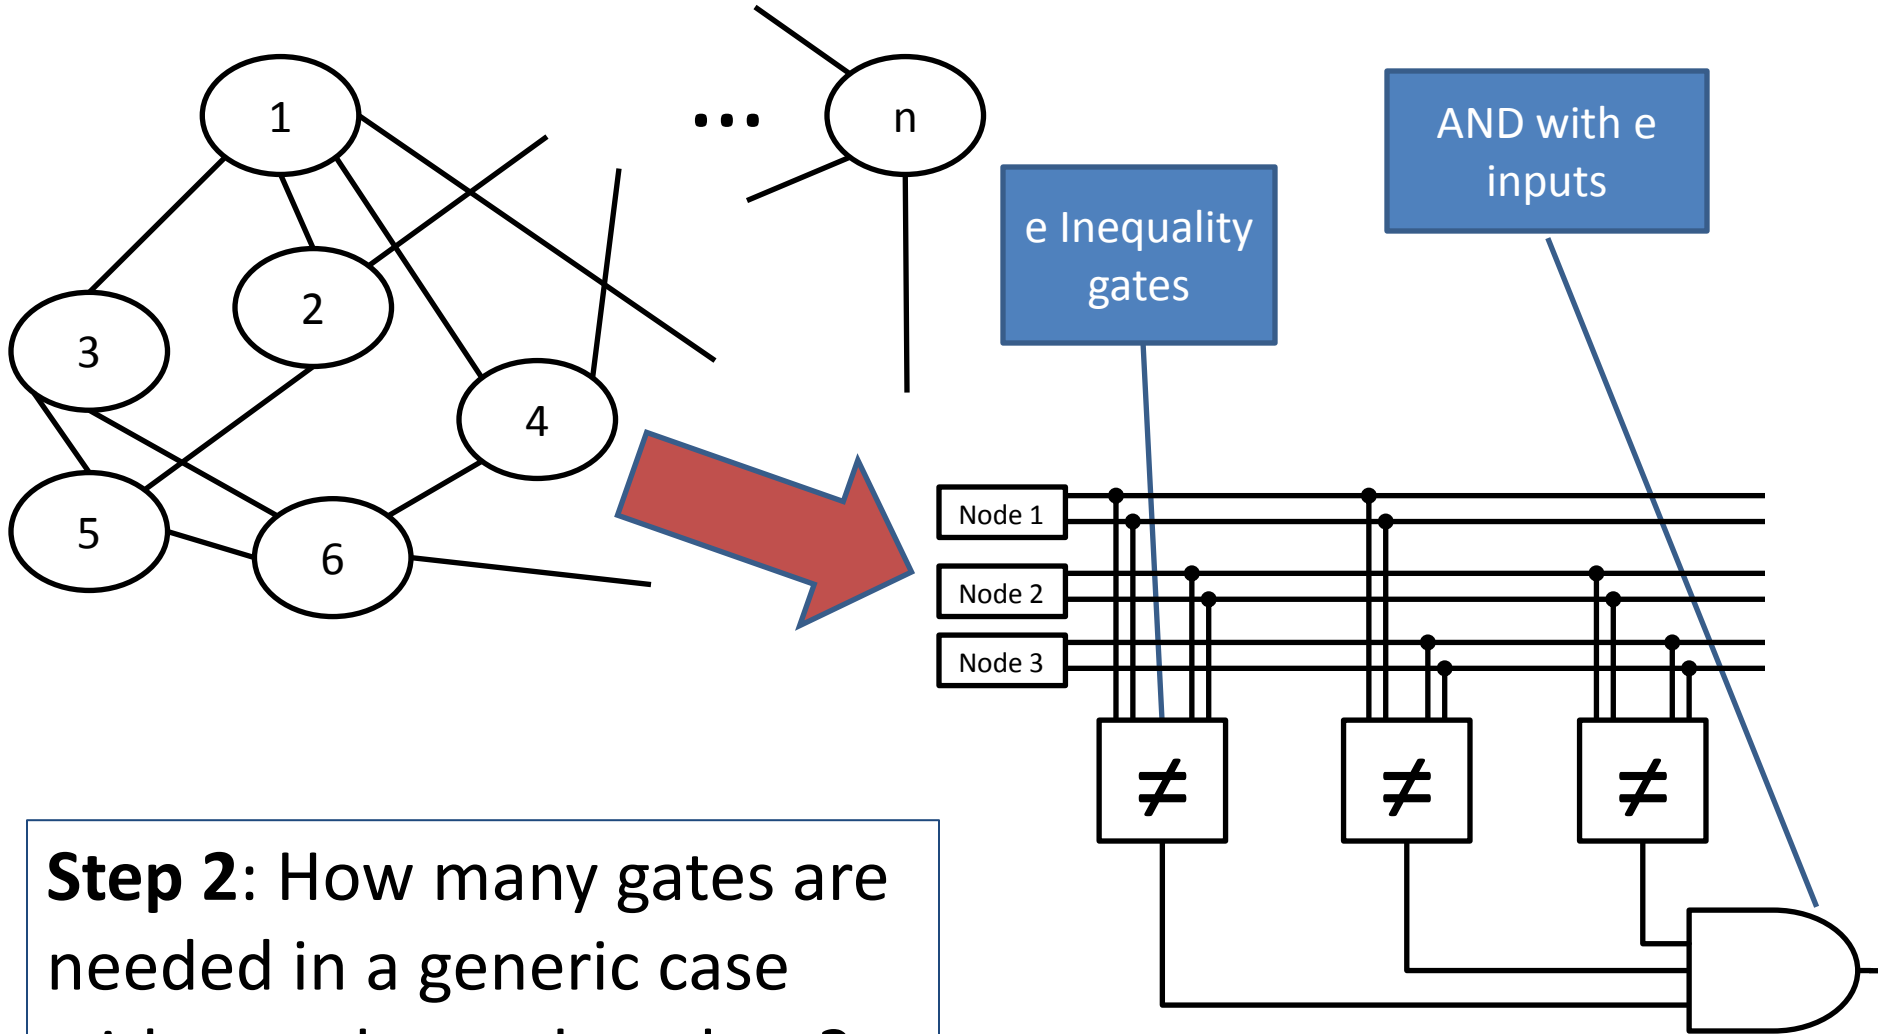 1
2
3
4
5
6
...
n
e Inequality
gates
AND with e
inputs
Node 1
Node 2
Node 3
≠
≠
≠
Step 2: How many gates are
needed in a generic case